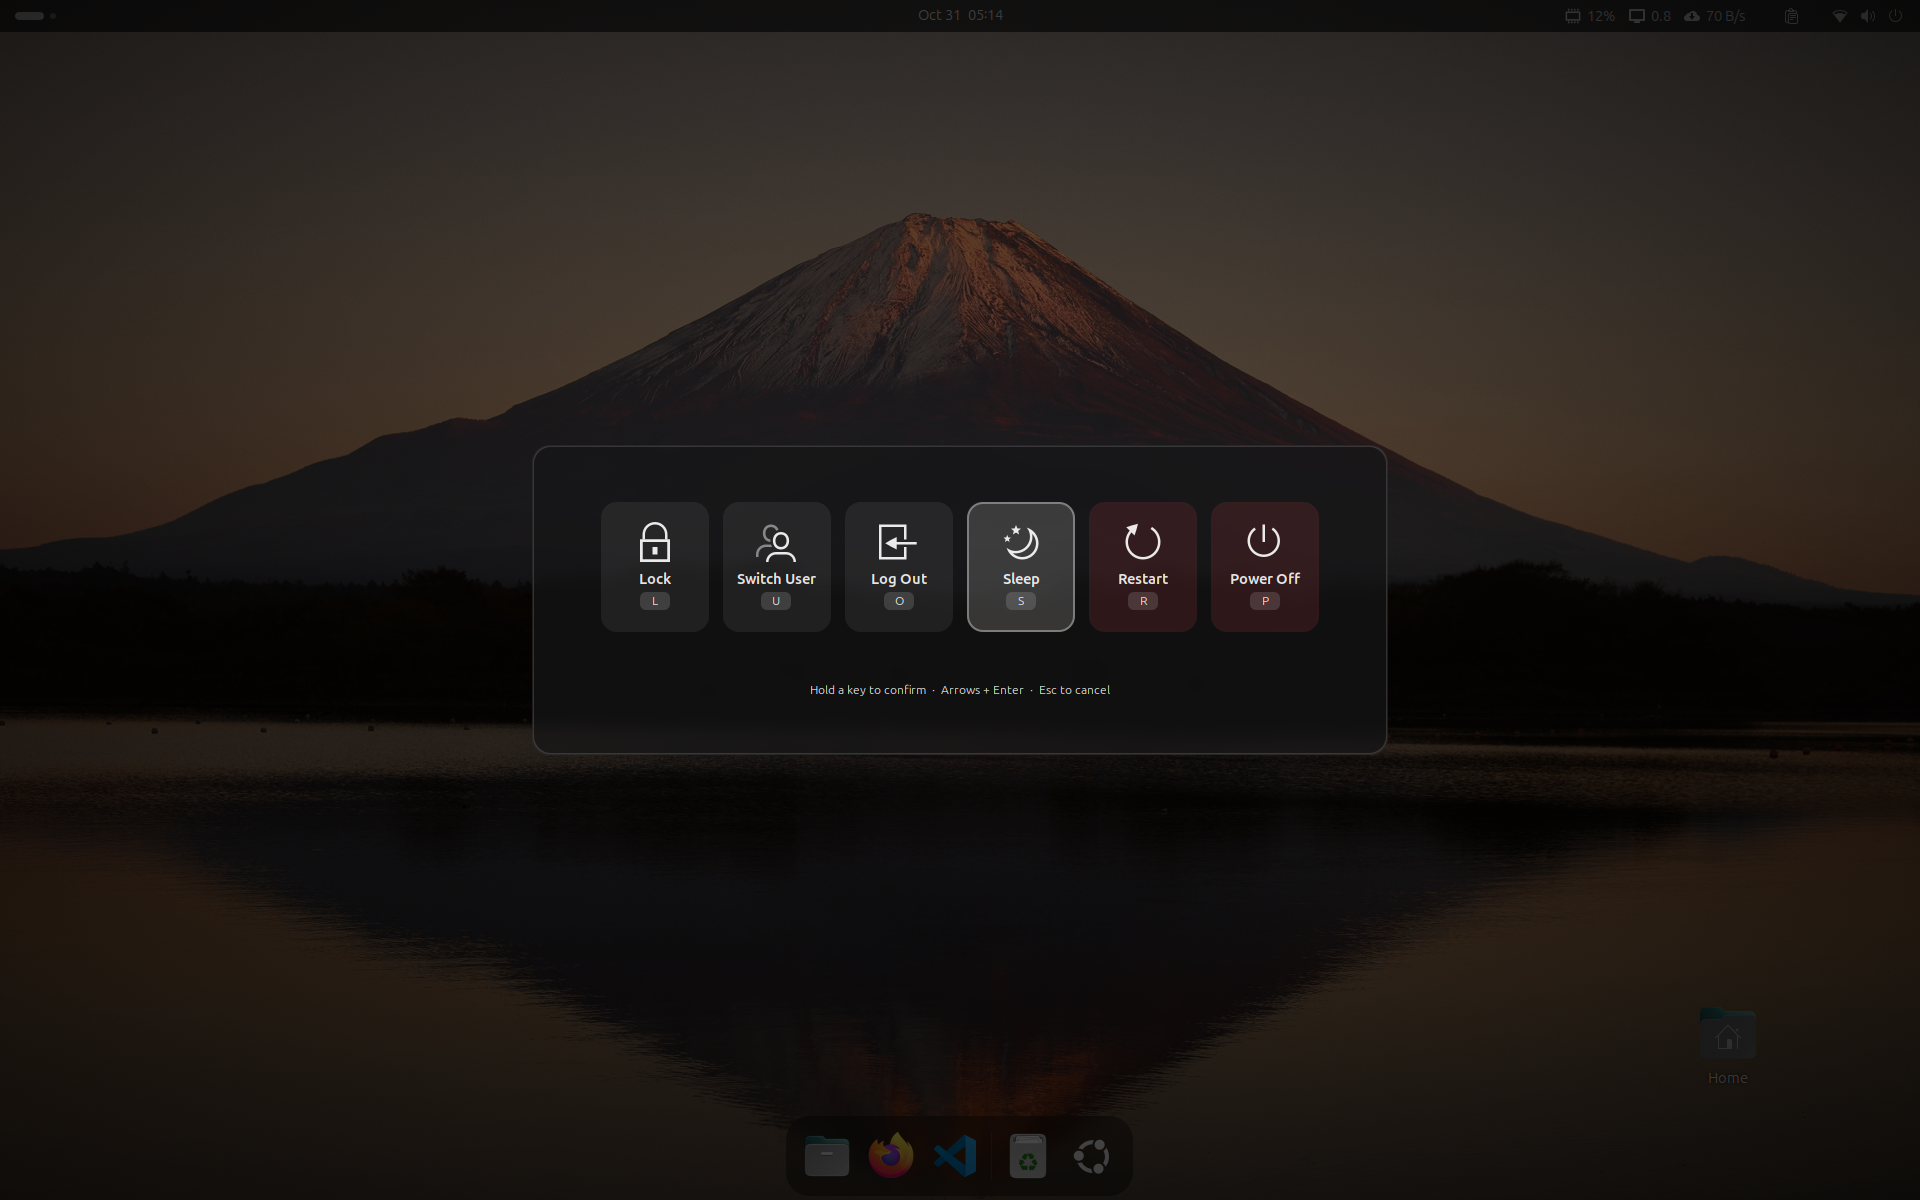 Oct 31 05:14
12% 0.8 70 B/s
Lock Switch User Log Out Sleep Restart Power Off
L U O S R P
Hold a key to confirm · Arrows + Enter · Esc to cancel
Home